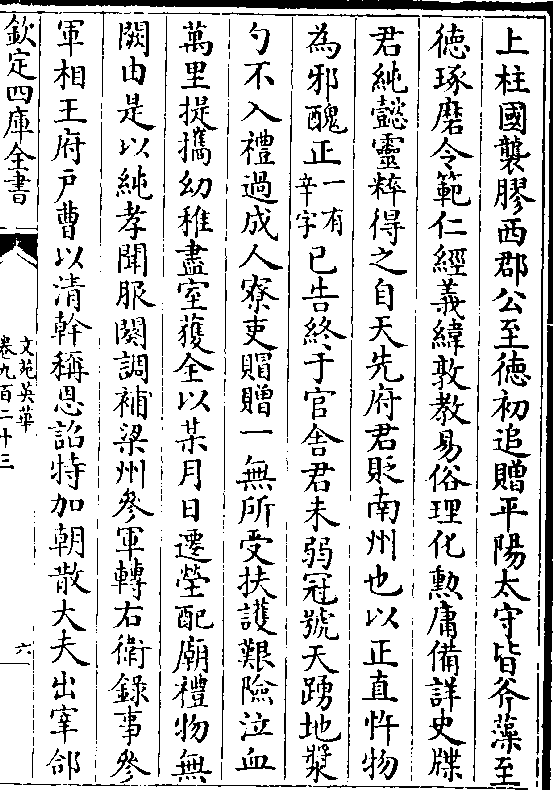 上柱國襲膠西郡公至徳初追贈平陽太守皆斧藻至
徳琢磨令範仁經義緯敦教易俗理化勲庸備詳史牒
君純懿靈粹得之自天先府君貶南州也以正直忤物
為邪醜正一有辛字已告終于官舎君未弱冠號天踴地漿
勺不入禮過成人寮吏賵贈一無所受扶護艱險泣血
萬里提攜幼稚盡室獲全以某月日遷塋配廟禮物無
闕由是以純孝聞服闋調補梁州參軍轉右衛錄事參
軍相王府戸曹以清幹稱恩詔特加朝散大夫出宰郃
欽定四庫全書
文苑英華
卷九百二十三
六